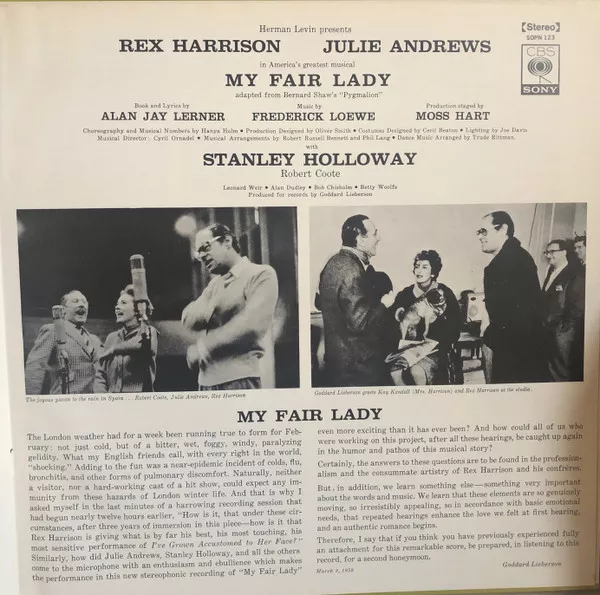 Herman Levin presents
REX HARRISON JULIE ANDREWS
in America's greatest musical
MY FAIR LADY
adapted from Bernard Shaw's "Pygmalion"
Book and Lyrics by
ALAN JAY LERNER
Music by
FREDERICK LOEWE
Production staged by
MOSS HART
Choreography and Musical Numbers by Hanya Holm • Production Designed by Oliver Smith • Costumes Designed by Cecil Beaton • Lighting by Joe Davis
Musical Director: Cyril Ornadel • Musical Arrangements by Robert Russell Bennett and Phil Lang • Dance Music Arranged by Trude Rittman.
with
STANLEY HOLLOWAY
Robert Coote
Leonard Weir • Alan Dudley • Bob Chisholm • Betty Woolfe
Produced for records by Goddard Lieberson
【Stereo】
SOPN 123
CBS
SONY
The joyous paean to the rain in Spain . . . Robert Coote, Julie Andrews, Rex Harrison
Goddard Lieberson greets Kay Kendall (Mrs. Harrison) and Rex Harrison at the studio.
MY FAIR LADY
The London weather had for a week been running true to form for Feb-
ruary: not just cold, but of a bitter, wet, foggy, windy, paralyzing
gelidity. What my English friends call, with every right in the world,
"shocking." Adding to the fun was a near-epidemic incident of colds, flu,
bronchitis, and other forms of pulmonary discomfort. Naturally, neither
a visitor, nor a hard-working cast of a hit show, could expect any im-
munity from these hazards of London winter life. And that is why I
asked myself in the last minutes of a harrowing recording session that
had begun nearly twelve hours earlier, "How is it, that under these cir-
cumstances, after three years of immersion in this piece—how is it that
Rex Harrison is giving what is by far his best, his most touching, his
most sensitive performance of I've Grown Accustomed to Her Face?"
Similarly, how did Julie Andrews, Stanley Holloway, and all the others
come to the microphone with an enthusiasm and ebullience which makes
the performance in this new stereophonic recording of "My Fair Lady"
even more exciting than it has ever been? And how could all of us who
were working on this project, after all these hearings, be caught up again
in the humor and pathos of this musical story?
Certainly, the answers to these questions are to be found in the profession-
alism and the consummate artistry of Rex Harrison and his confrères.
But, in addition, we learn something else—something very important
about the words and music. We learn that these elements are so genuinely
moving, so irresistibly appealing, so in accordance with basic emotional
needs, that repeated hearings enhance the love we felt at first hearing,
and an authentic romance begins.
Therefore, I say that if you think you have previously experienced fully
an attachment for this remarkable score, be prepared, in listening to this
record, for a second honeymoon.
Goddard Lieberson
March 9, 1959